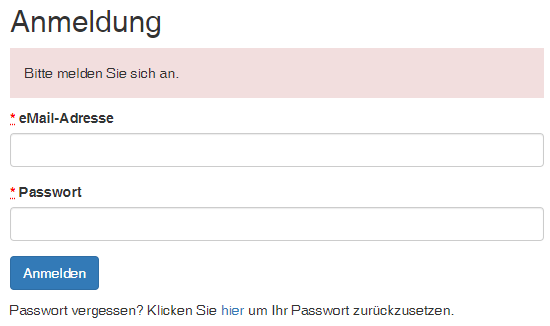 Anmeldung
Bitte melden Sie sich an.
* eMail-Adresse
* Passwort
Anmelden
Passwort vergessen? Klicken Sie hier um Ihr Passwort zurückzusetzen.